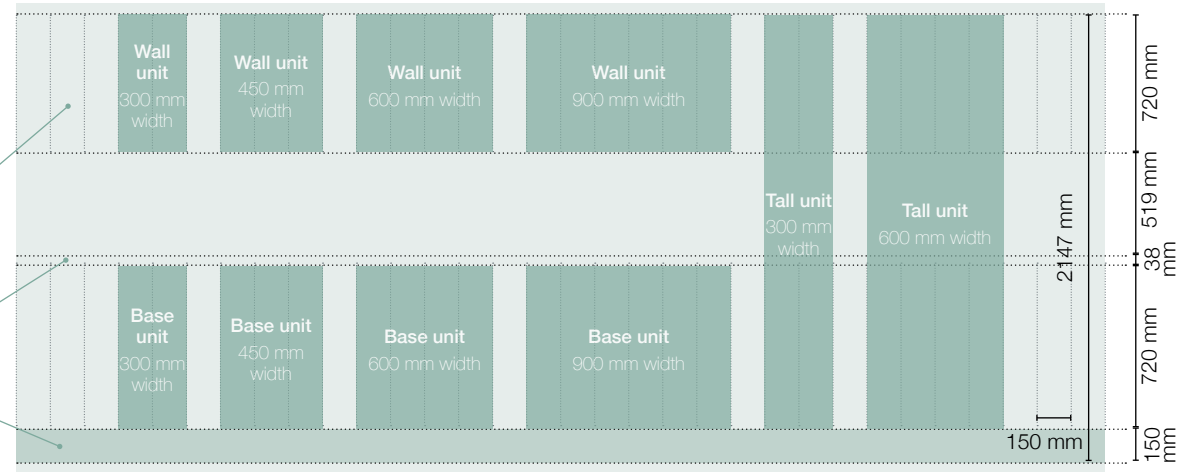 Wall
unit
300 mm
width
Wall unit
450 mm
width
Wall unit
600 mm width
Wall unit
900 mm width
Tall unit
300 mm
width
Tall unit
600 mm width
Base
unit
300 mm
width
Base unit
450 mm
width
Base unit
600 mm width
Base unit
900 mm width
150 mm
2147 mm
720 mm
519 mm
38
mm
720 mm
150
mm